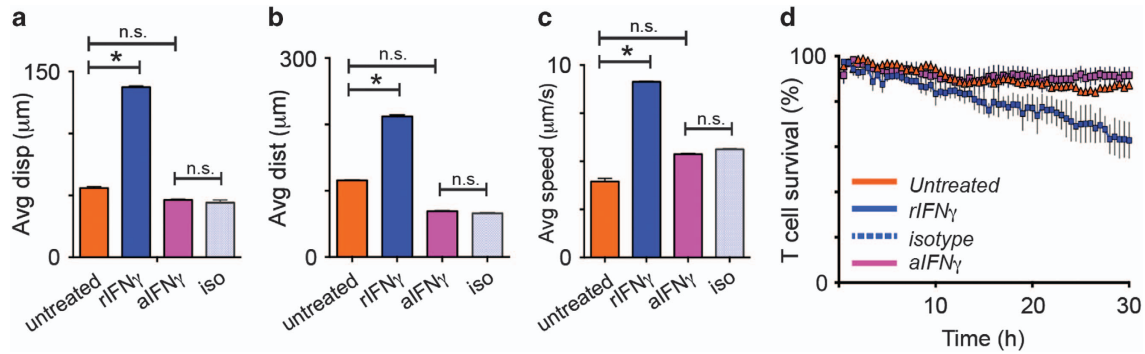 a
n.s.
*
150
Avg disp (μm)
n.s.
0
untreated
rIFNγ
aIFNγ
iso
b
300
n.s.
*
Avg dist (μm)
n.s.
0
untreated
rIFNγ
aIFNγ
iso
c
n.s.
*
10
Avg speed (μm/s)
n.s.
0
untreated
rIFNγ
aIFNγ
iso
d
100
T cell survival (%)
Untreated
rIFNγ
isotype
aIFNγ
0
10
20
30
Time (h)